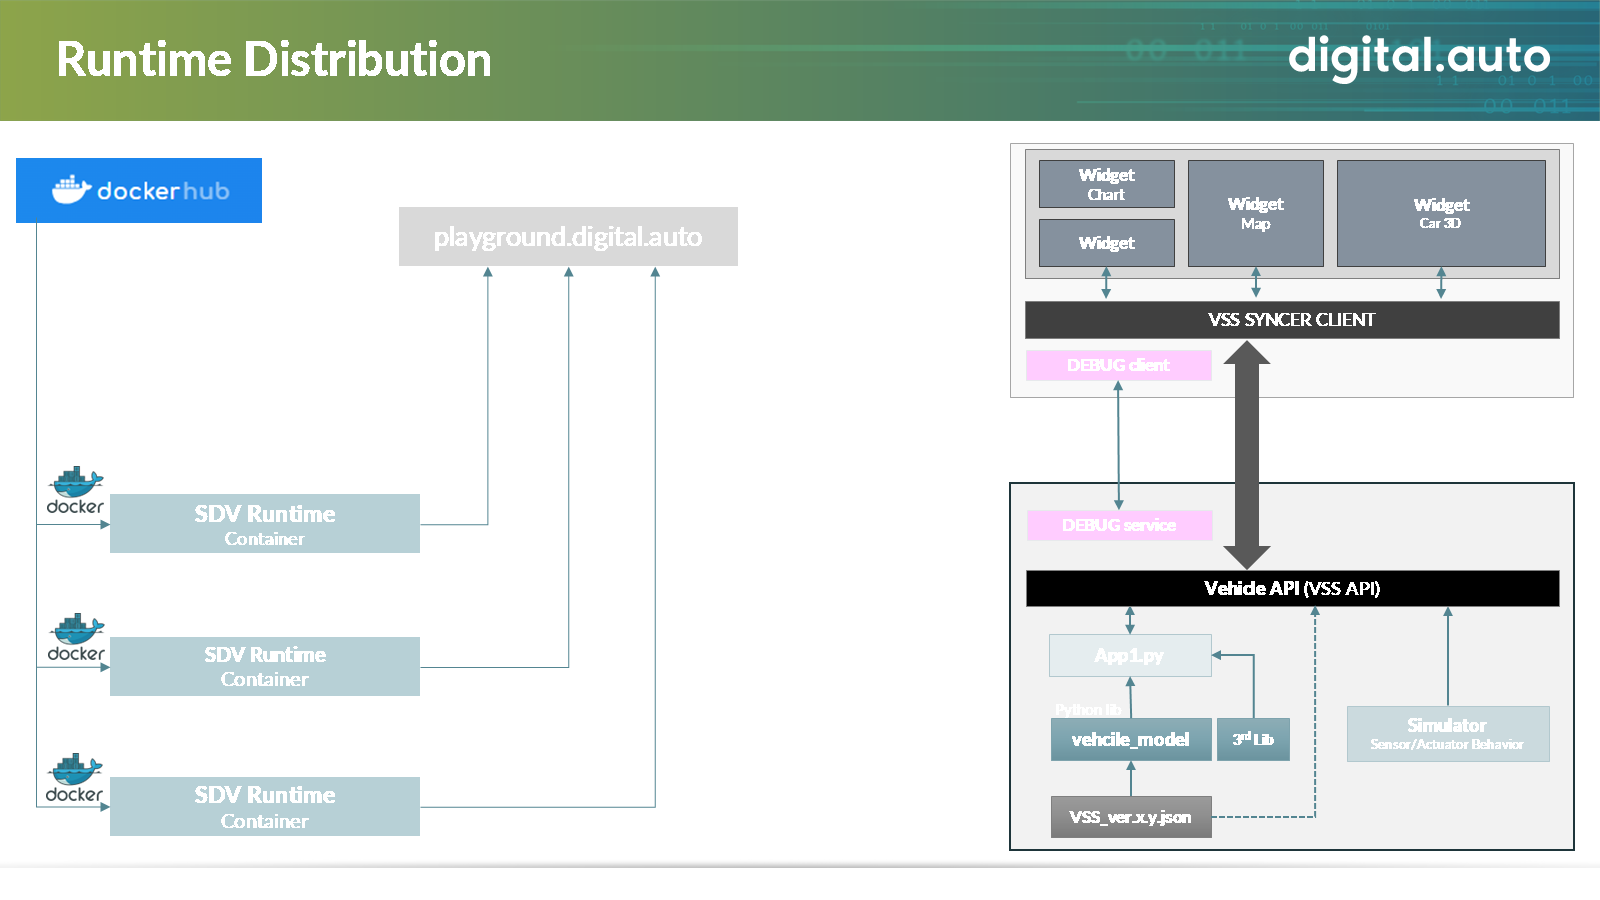 Runtime Distribution
digital.auto
dockerhub
playground.digital.auto
docker
SDV Runtime
Container
docker
SDV Runtime
Container
docker
SDV Runtime
Container
Widget
Chart
Widget
Widget
Map
Widget
Car 3D
VSS SYNCER CLIENT
DEBUG client
DEBUG service
Vehicle API (VSS API)
App1.py
Python lib
vehcile_model
3rd Lib
Simulator
Sensor/Actuator Behavior
VSS_ver.x.y.json